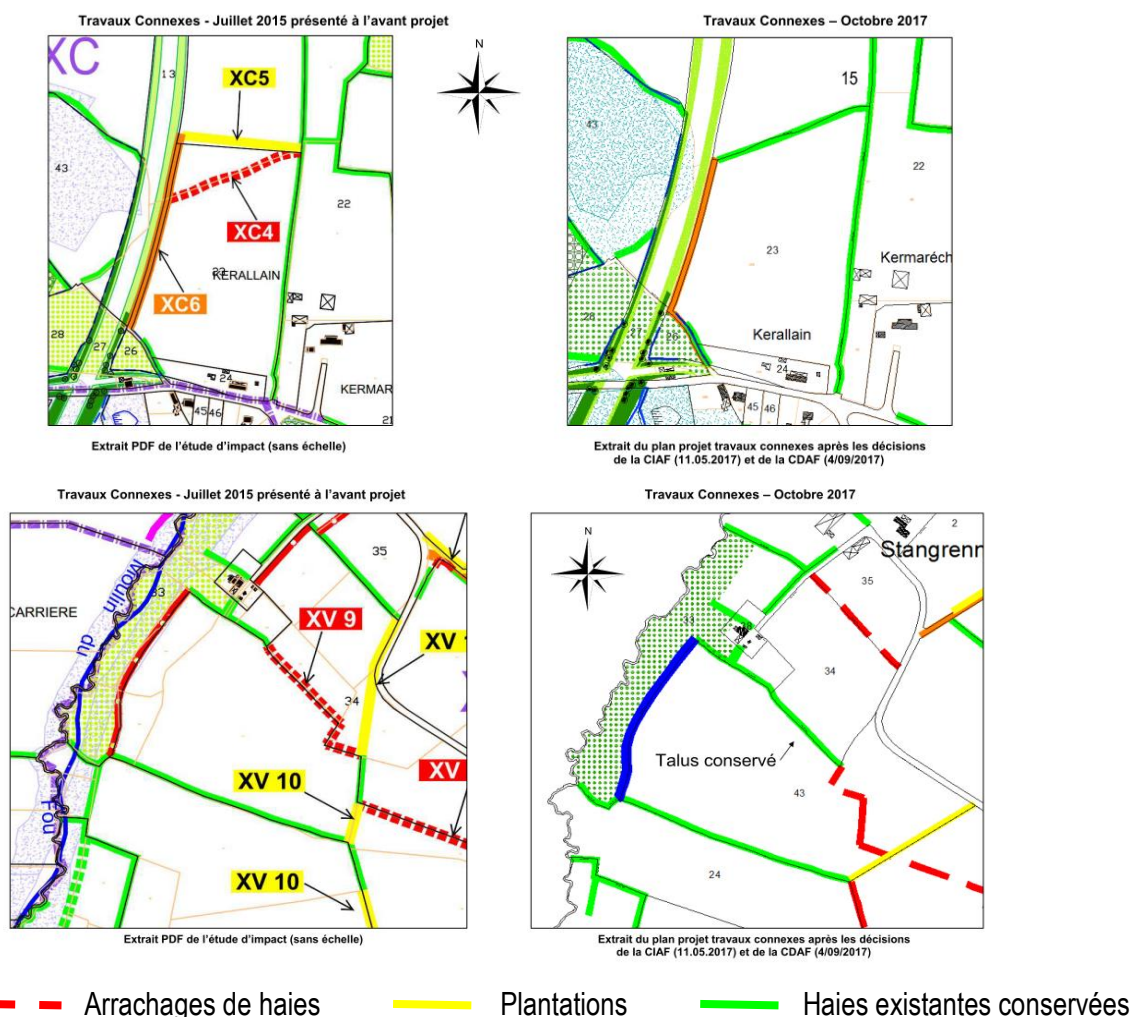 Travaux Connexes - Juillet 2015 présenté à l'avant projet
Travaux Connexes – Octobre 2017
XC
13
XC5
N
43
22
XC4
KERALLAIN
XC6
28
27
26
24
KERMAR
45
46
21
15
43
22
23
Kermaréch
28
27
26
Kerallain
24
45
46
Extrait PDF de l'étude d'impact (sans échelle)
Extrait du plan projet travaux connexes après les décisions
de la CIAF (11.05.2017) et de la CDAF (4/09/2017)
Travaux Connexes - Juillet 2015 présenté à l'avant projet
Travaux Connexes – Octobre 2017
35
33
Moulin
du
Fou
CARRIERE
XV 9
XV
34
XV 10
XV
XV 10
N
2
Stangrenn
35
33
34
Talus conservé
43
24
Extrait PDF de l'étude d'impact (sans échelle)
Extrait du plan projet travaux connexes après les décisions
de la CIAF (11.05.2017) et de la CDAF (4/09/2017)
Arrachages de haies
Plantations
Haies existantes conservées